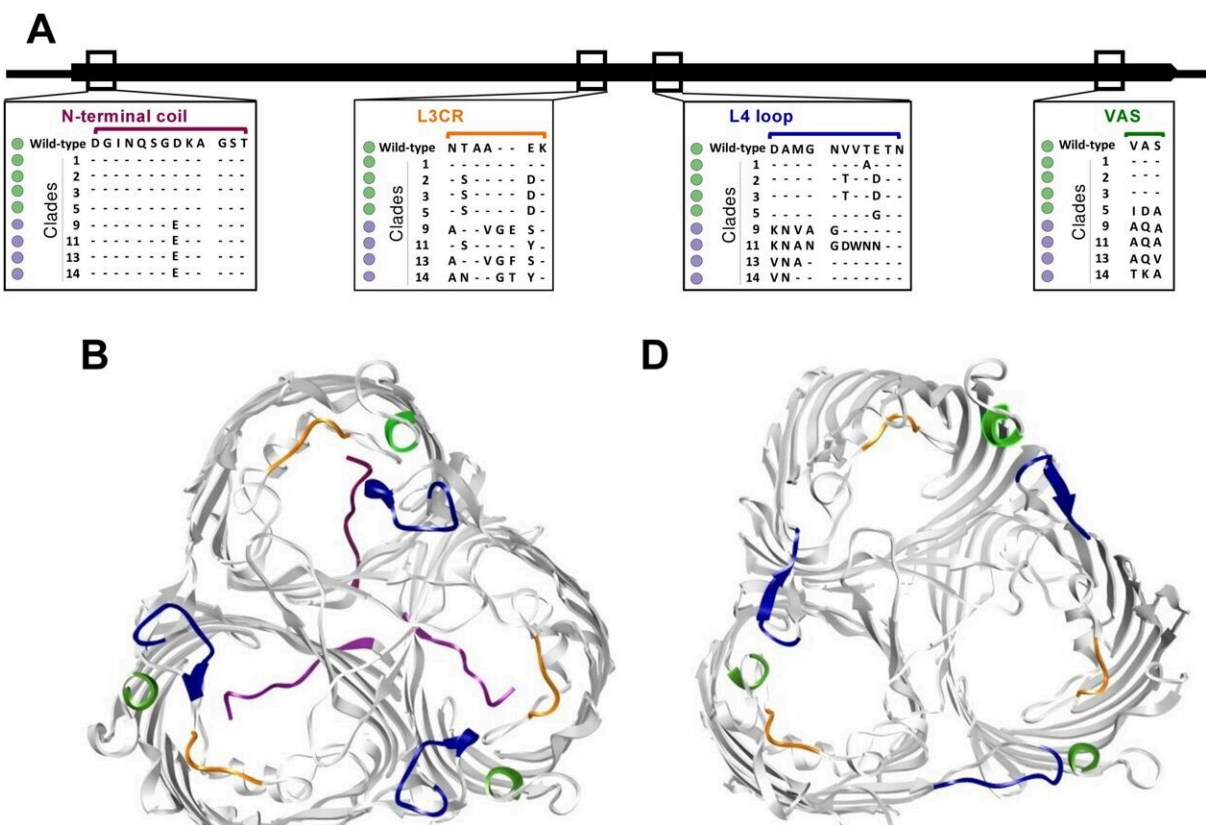 A
N-terminal coil
Wild-type D G I N Q S G D K A G S T
1 - - - - - - - - - - - - -
2 - - - - - - - - - - - - -
3 - - - - - - - - - - - - -
5 - - - - - - - - - - - - -
9 - - - - - - - E - - - - -
11 - - - - - - - E - - - - -
13 - - - - - - - E - - - - -
14 - - - - - - - E - - - - -
Clades
L3CR
Wild-type N T A A - - E K
1 - - - - - - - -
2 - S - - - - D -
3 - S - - - - D -
5 - S - - - - D -
9 A - - V G E S -
11 - S - - - - Y -
13 A - - V G F S -
14 A N - - G T Y -
Clades
L4 loop
Wild-type D A M G N V V T E T N
1 - - - - - - - A - - -
2 - - - - - T - - D - -
3 - - - - - T - - D - -
5 - - - - - - - - G - -
9 K N V A G - - - - - -
11 K N A N G D W N N - -
13 V N A - - - - - - - -
14 V N - - - - - - - - -
Clades
VAS
Wild-type V A S
1 - - -
2 - - -
3 - - -
5 I D A
9 A Q A
11 A Q A
13 A Q V
14 T K A
Clades
B
D